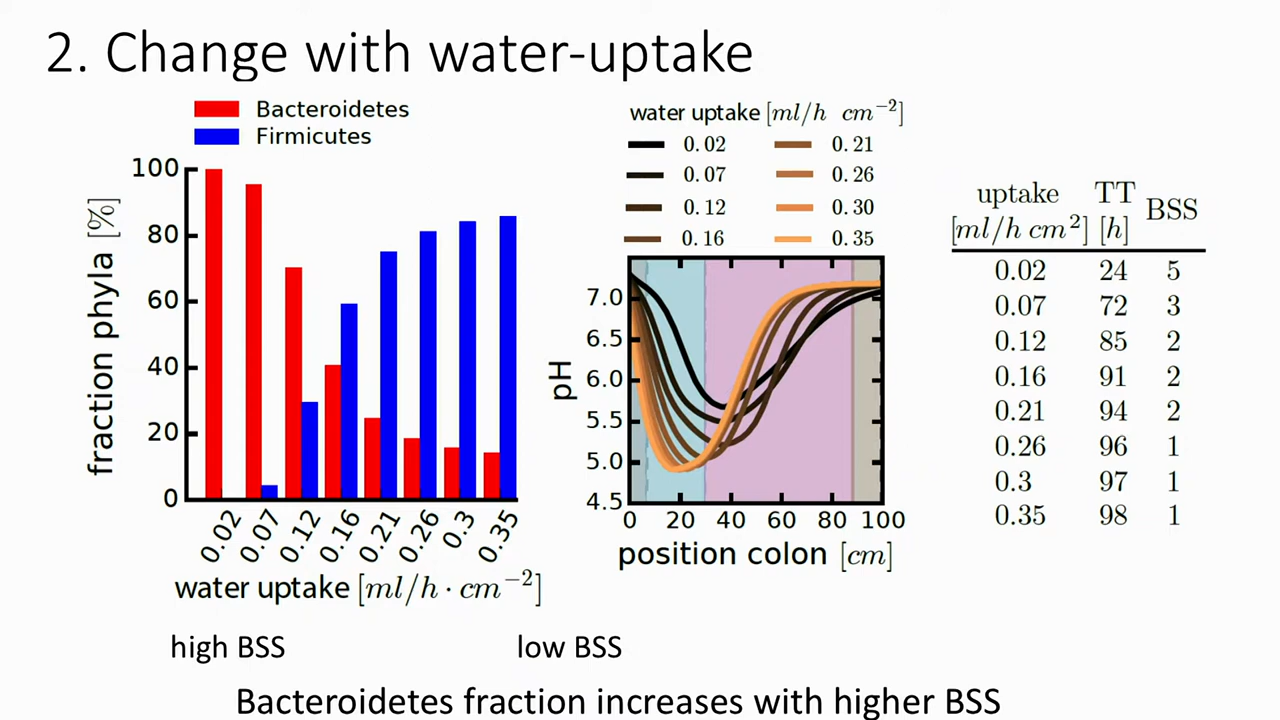 2. Change with water-uptake
Bacteroidetes
Firmicutes
100
80
60
40
20
0
fraction phyla [%]
0.02 0.07 0.12 0.16 0.21 0.26 0.3 0.35
water uptake [ml/h · cm⁻²]
water uptake [ml/h cm⁻²]
0.02 0.21
0.07 0.26
0.12 0.30
0.16 0.35
7.0
6.5
6.0
5.5
5.0
4.5
pH
0 20 40 60 80 100
position colon [cm]
uptake TT BSS
[ml/h cm²] [h]
0.02 24 5
0.07 72 3
0.12 85 2
0.16 91 2
0.21 94 2
0.26 96 1
0.3 97 1
0.35 98 1
high BSS low BSS
Bacteroidetes fraction increases with higher BSS